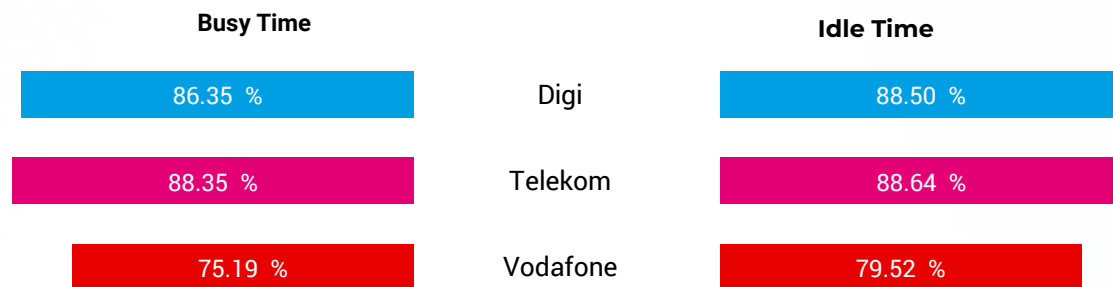 Busy Time
Idle Time
86.35 %
Digi
88.50 %
88.35 %
Telekom
88.64 %
75.19 %
Vodafone
79.52 %